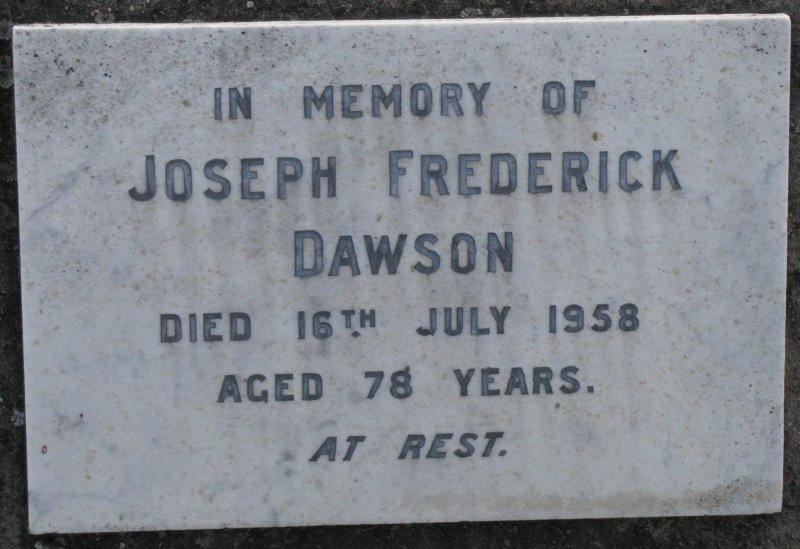 IN MEMORY OF
JOSEPH FREDERICK
DAWSON
DIED 16TH JULY 1958
AGED 78 YEARS.
AT REST.